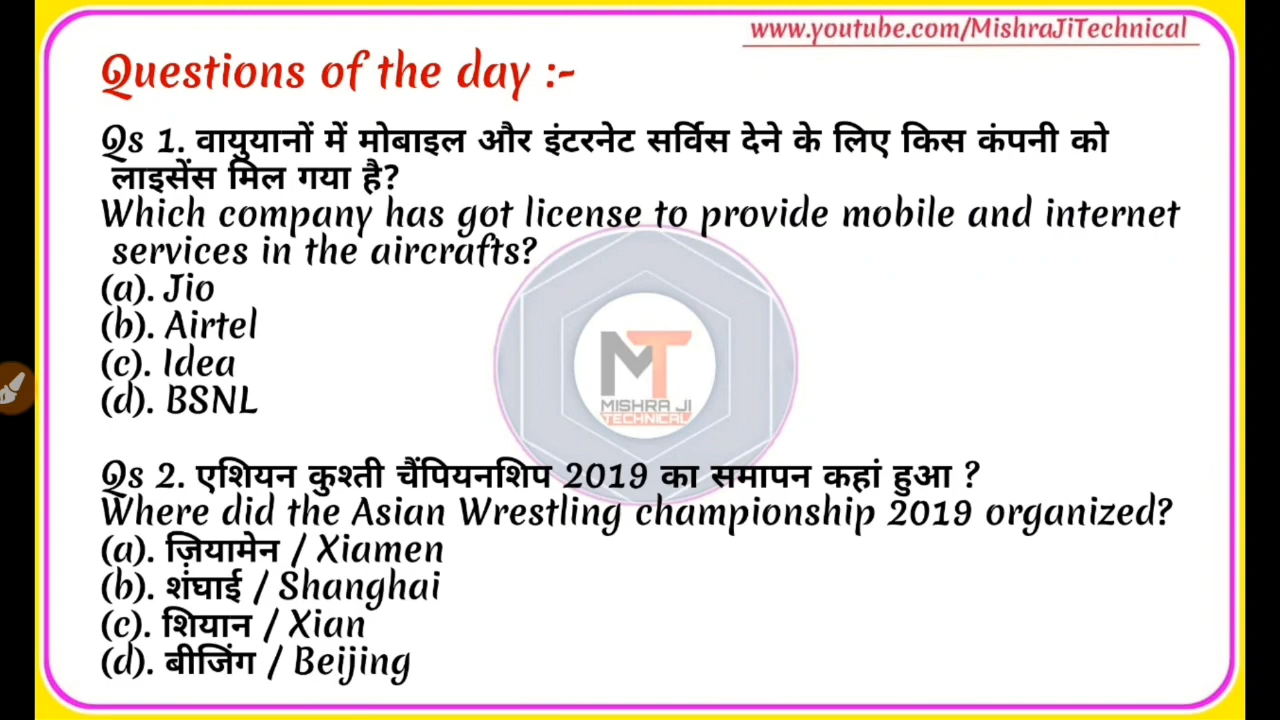 www.youtube.com/MishraJiTechnical
Questions of the day :-
Qs 1. वायुयानों में मोबाइल और इंटरनेट सर्विस देने के लिए किस कंपनी को
लाइसेंस मिल गया है?
Which company has got license to provide mobile and internet
services in the aircrafts?
(a). Jio
(b). Airtel
(c). Idea
(d). BSNL
MT
MISHRA JI
TECHNICAL
Qs 2. एशियन कुश्ती चैंपियनशिप 2019 का समापन कहां हुआ ?
Where did the Asian Wrestling championship 2019 organized?
(a). ज़ियामेन / Xiamen
(b). शंघाई / Shanghai
(c). शियान / Xian
(d). बीजिंग / Beijing